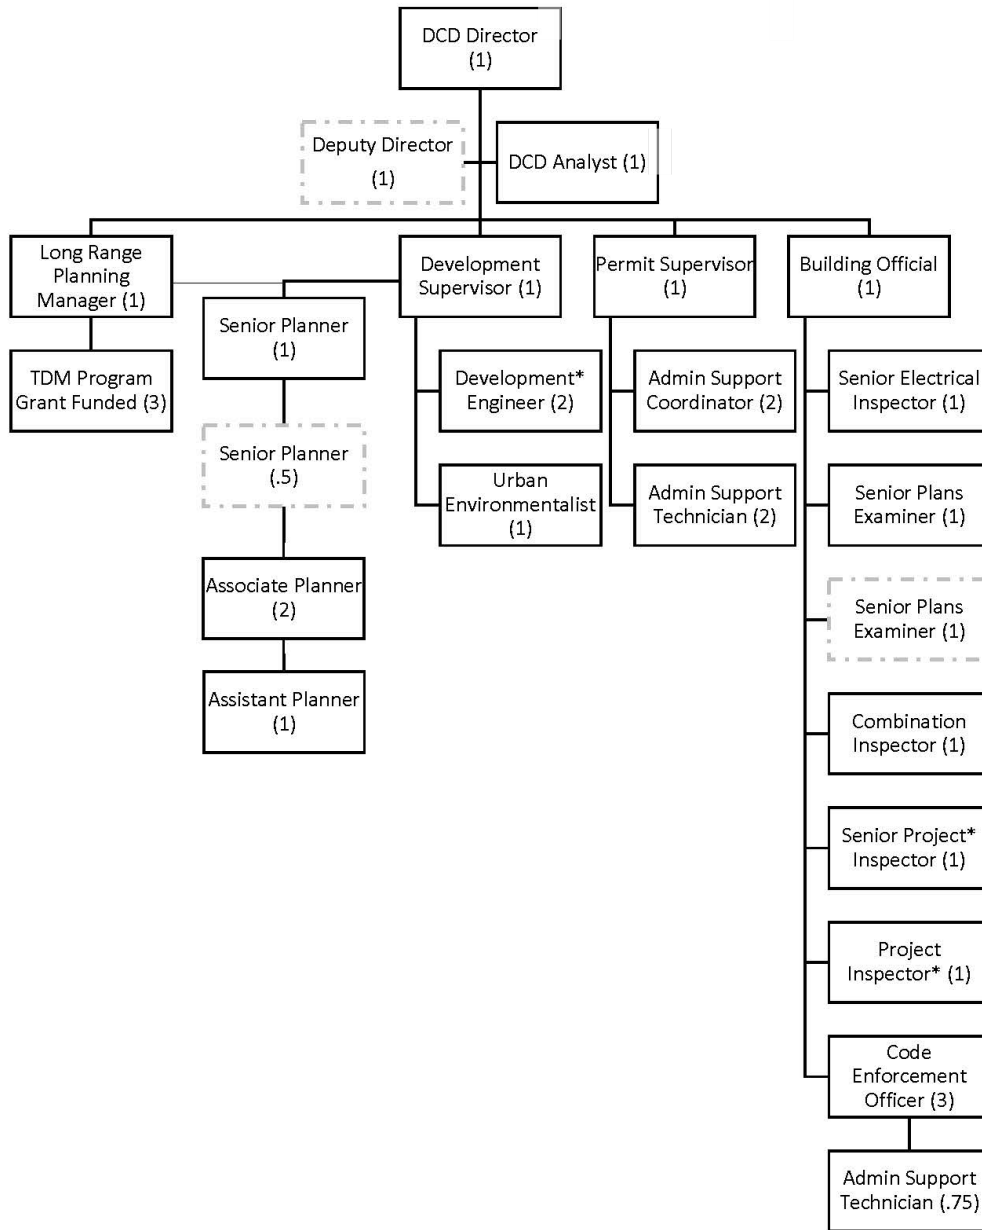 DCD Director
(1)
Deputy Director
(1)
DCD Analyst (1)
Long Range
Planning
Manager (1)
Development
Supervisor (1)
Permit Supervisor
(1)
Building Official
(1)
TDM Program
Grant Funded (3)
Senior Planner
(1)
Senior Planner
(.5)
Associate Planner
(2)
Assistant Planner
(1)
Development*
Engineer (2)
Urban
Environmentalist
(1)
Admin Support
Coordinator (2)
Admin Support
Technician (2)
Senior Electrical
Inspector (1)
Senior Plans
Examiner (1)
Senior Plans
Examiner (1)
Combination
Inspector (1)
Senior Project*
Inspector (1)
Project
Inspector* (1)
Code
Enforcement
Officer (3)
Admin Support
Technician (.75)